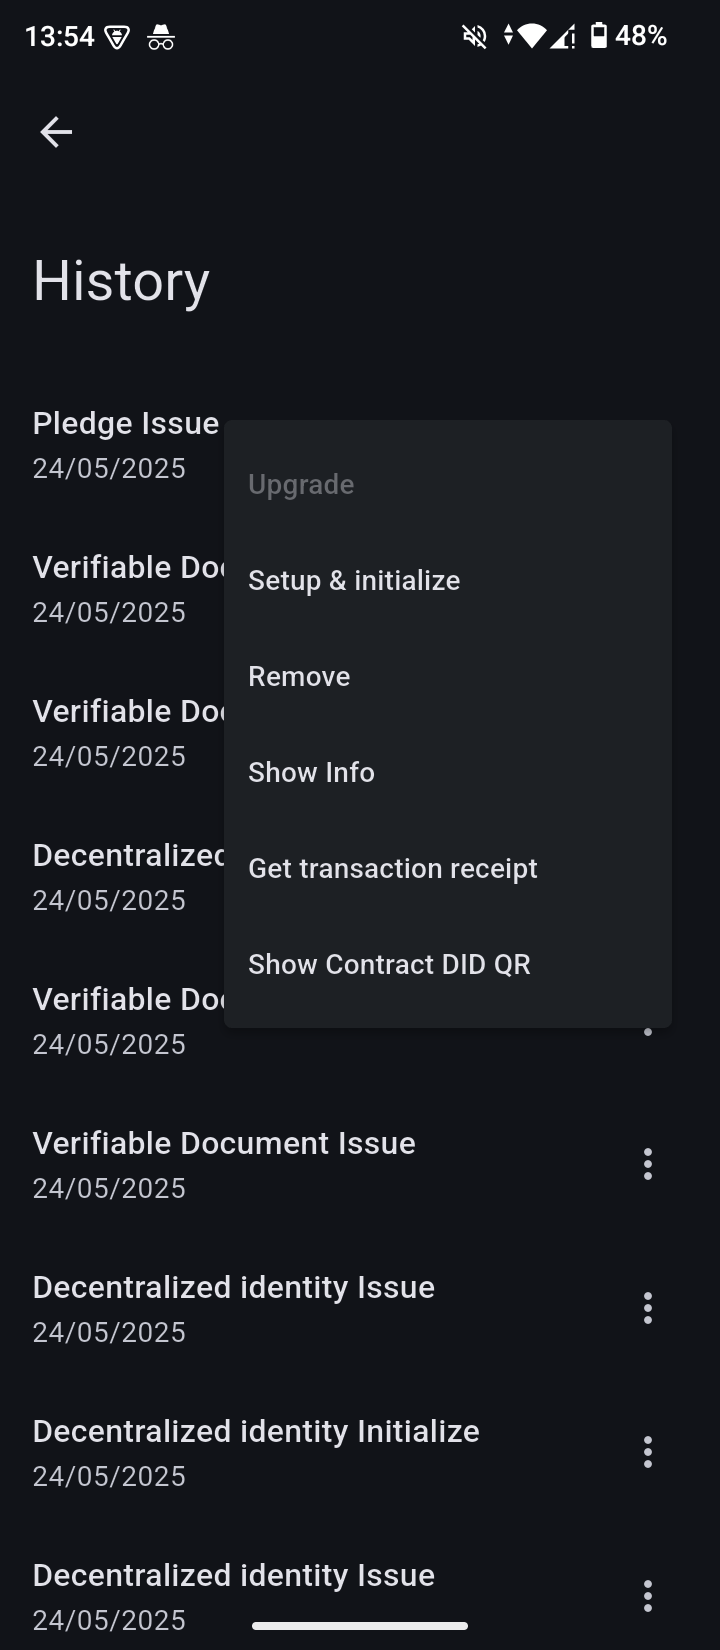 13:54
48%
History
Pledge Issue
24/05/2025
Upgrade
Verifiable
24/05/2025
Setup & initialize
Remove
Verifiable
24/05/2025
Show Info
Decentralized
24/05/2025
Get transaction receipt
Show Contract DID QR
Verifiable
24/05/2025
Verifiable Document Issue
24/05/2025
Decentralized identity Issue
24/05/2025
Decentralized identity Initialize
24/05/2025
Decentralized identity Issue
24/05/2025